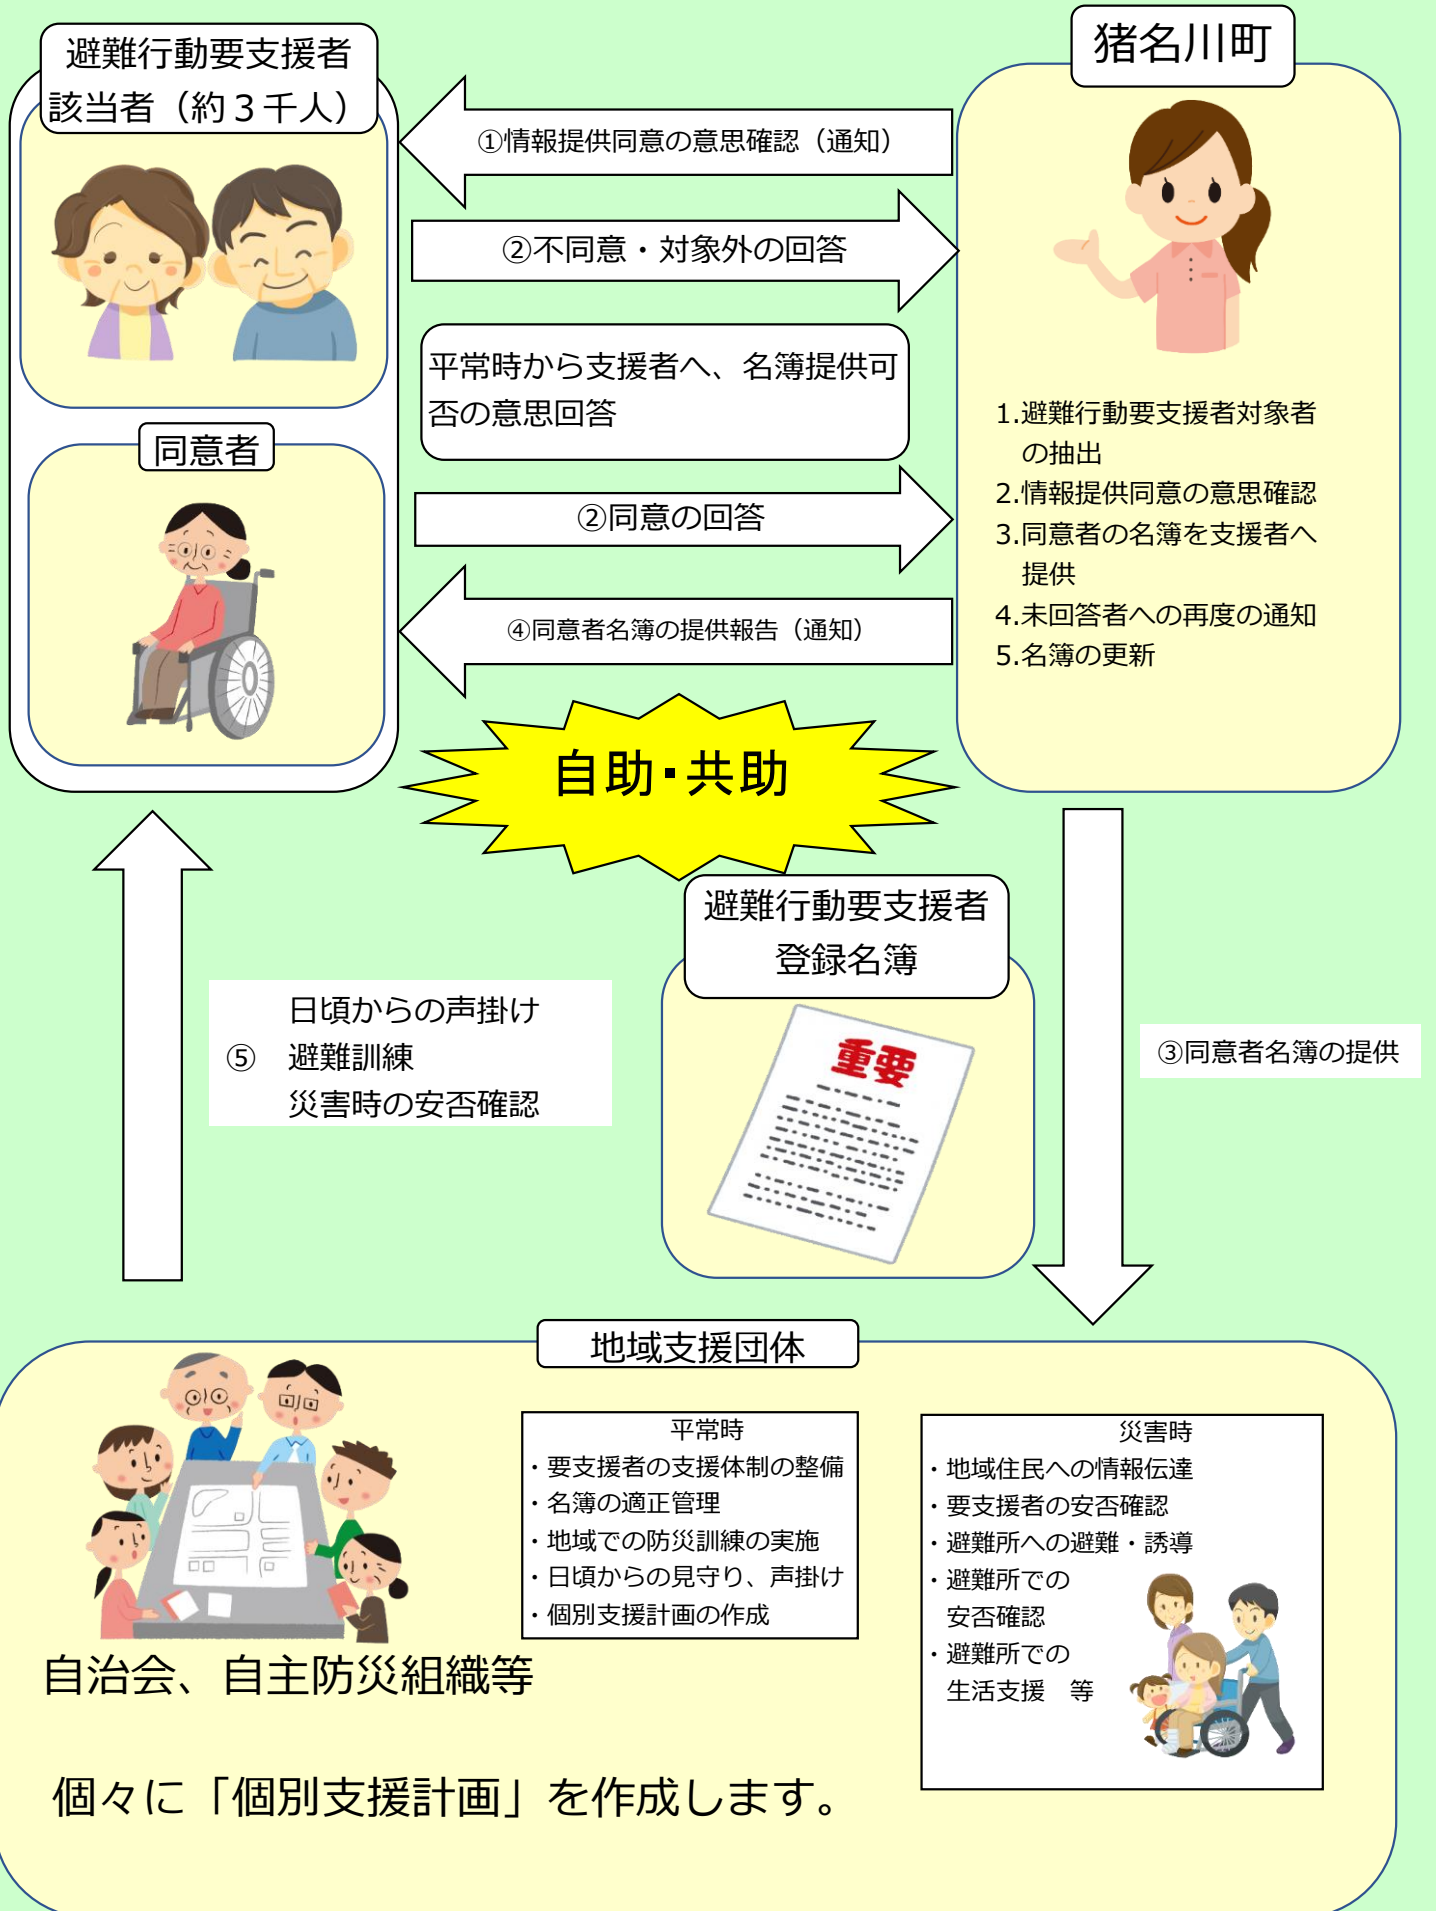 避難行動要支援者
該当者（約３千人）
猪名川町
①情報提供同意の意思確認（通知）
②不同意・対象外の回答
平常時から支援者へ、名簿提供可
否の意思回答
同意者
②同意の回答
④同意者名簿の提供報告（通知）
1.避難行動要支援者対象者
の抽出
2.情報提供同意の意思確認
3.同意者の名簿を支援者へ
提供
4.未回答者への再度の通知
5.名簿の更新
自助・共助
避難行動要支援者
登録名簿
重要
日頃からの声掛け
⑤　避難訓練
災害時の安否確認
③同意者名簿の提供
地域支援団体
平常時
・要支援者の支援体制の整備
・名簿の適正管理
・地域での防災訓練の実施
・日頃からの見守り、声掛け
・個別支援計画の作成
災害時
・地域住民への情報伝達
・要支援者の安否確認
・避難所への避難・誘導
・避難所での
安否確認
・避難所での
生活支援　等
自治会、自主防災組織等
個々に「個別支援計画」を作成します。